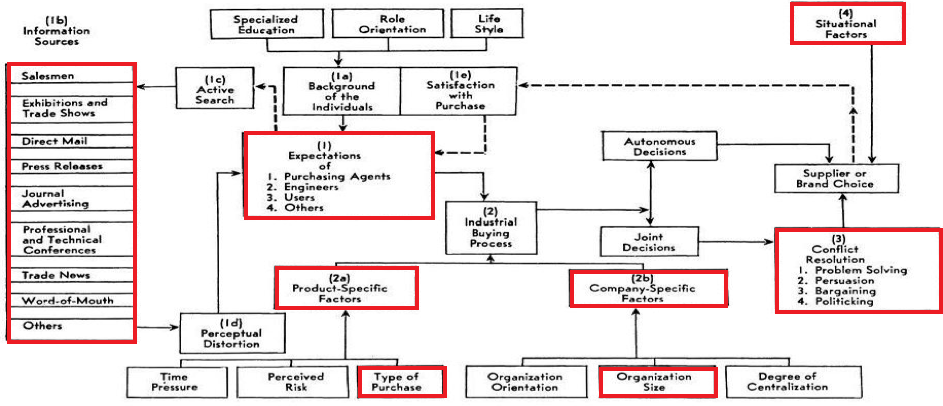 (1b)
Information
Sources
Specialized
Education
Role
Orientation
Life
Style
(4)
Situational
Factors
Salesmen
Exhibitions and
Trade Shows
Direct Mail
Press Releases
Journal
Advertising
Professional
and Technical
Conferences
Trade News
Word-of-Mouth
Others
(1c)
Active
Search
(1a)
Background
of the
Individuals
(1e)
Satisfaction
with
Purchase
(1)
Expectations
of
1. Purchasing Agents
2. Engineers
3. Users
4. Others
Autonomous
Decisions
Supplier or
Brand Choice
(2)
Industrial
Buying
Process
Joint
Decisions
(3)
Conflict
Resolution
1. Problem Solving
2. Persuasion
3. Bargaining
4. Politicking
(2a)
Product-Specific
Factors
(2b)
Company-Specific
Factors
(1d)
Perceptual
Distortion
Time
Pressure
Perceived
Risk
Type of
Purchase
Organization
Orientation
Organization
Size
Degree of
Centralization